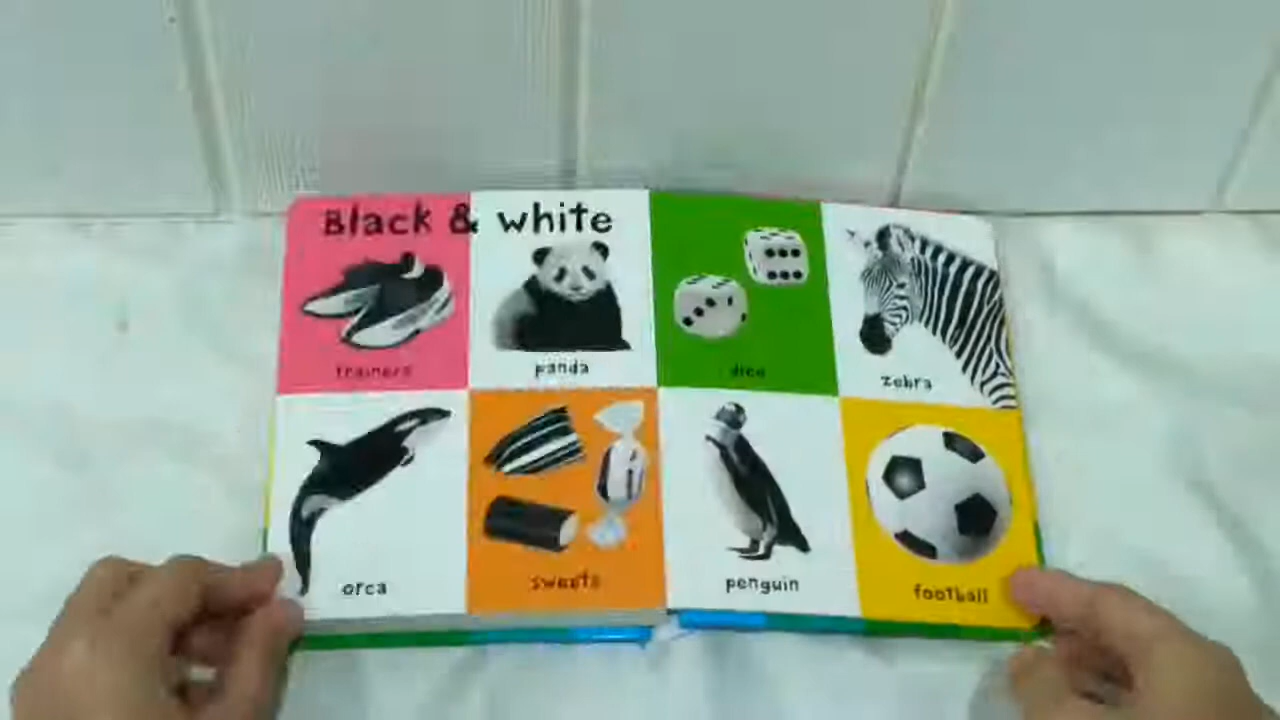 Black & white
trainers
panda
dice
zebra
orca
sweets
penguin
football